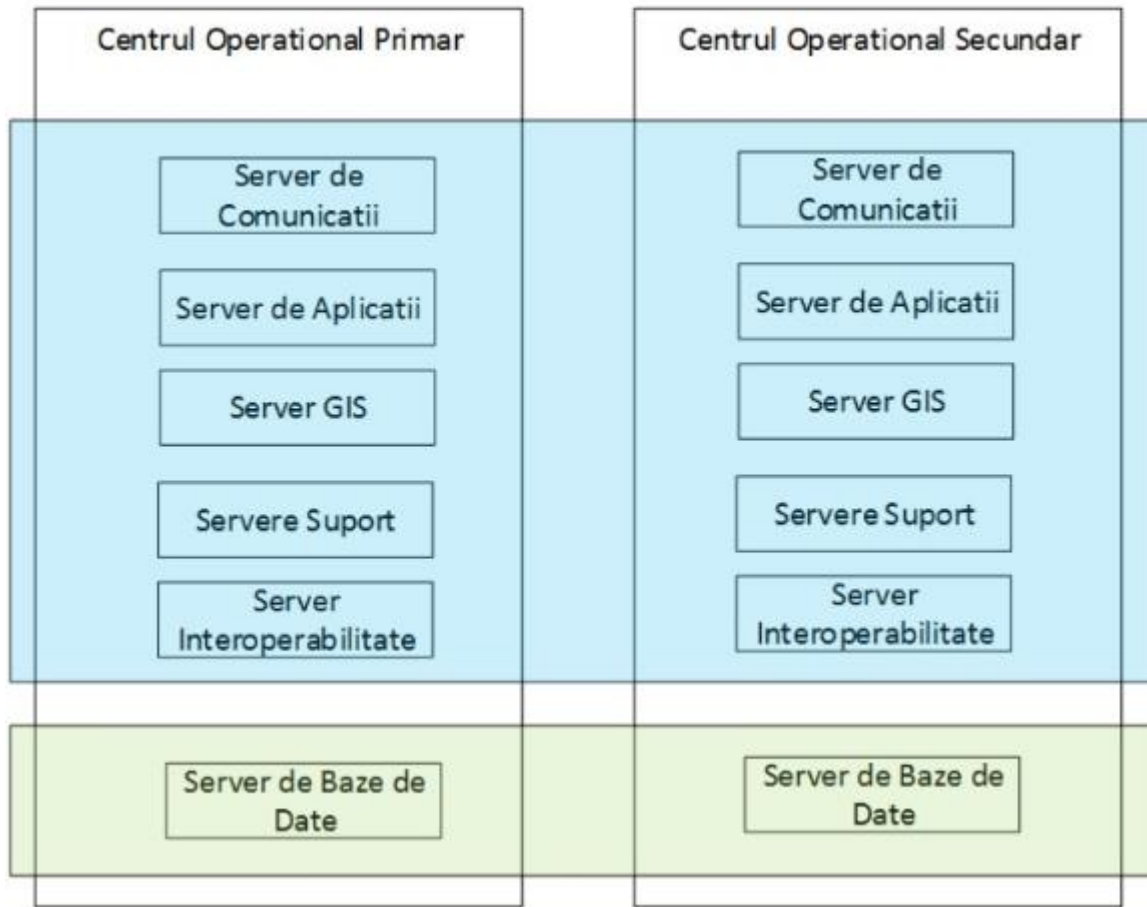 Centrul Operational Primar
Centrul Operational Secundar
Server de
Comunicatii
Server de Aplicatii
Server GIS
Servere Suport
Server
Interoperabilitate
Server de Baze de
Date
Server de
Comunicatii
Server de Aplicatii
Server GIS
Servere Suport
Server
Interoperabilitate
Server de Baze de
Date